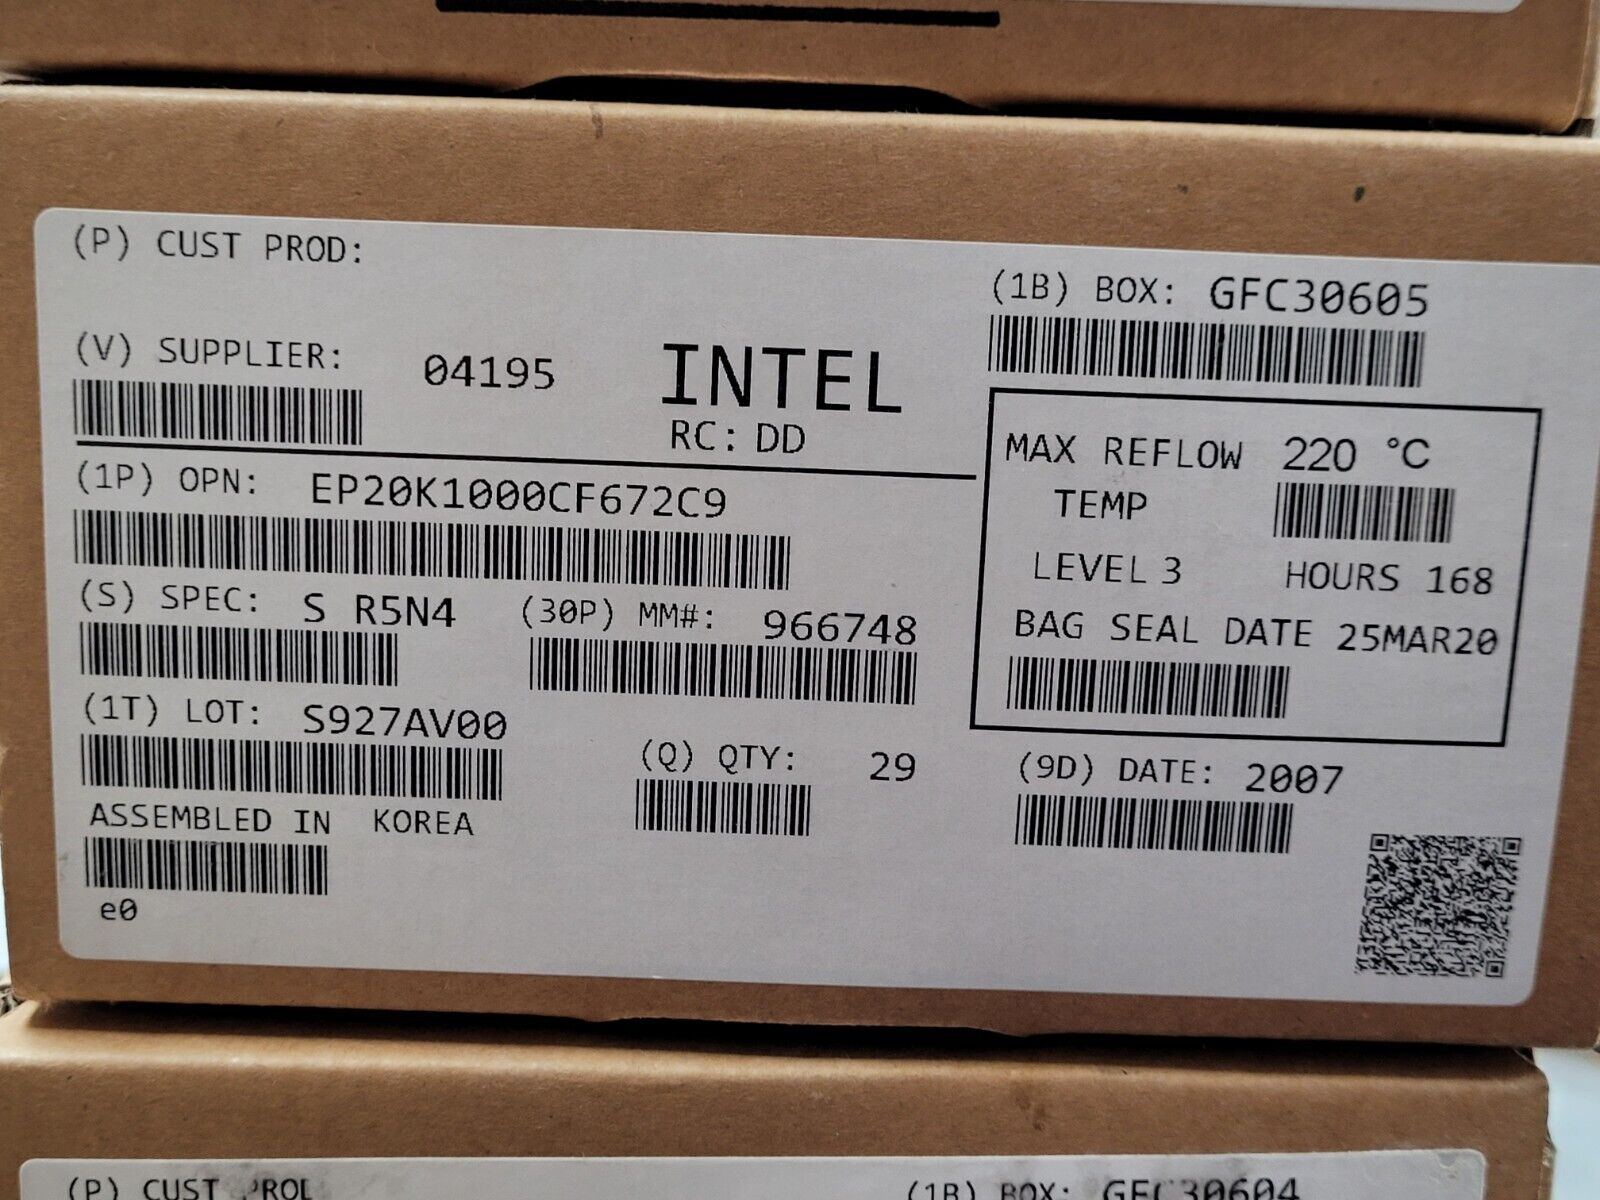 (P) CUST PROD:
(1B) BOX: GFC30605
(V) SUPPLIER: 04195 INTEL
RC: DD
MAX REFLOW 220 °C
TEMP
LEVEL 3 HOURS 168
BAG SEAL DATE 25MAR20
(1P) OPN: EP20K1000CF672C9
(S) SPEC: S R5N4 (30P) MM#: 966748
(1T) LOT: S927AV00
(Q) QTY: 29 (9D) DATE: 2007
ASSEMBLED IN KOREA
e0
(P) CUST
(1B) BOX: GFC30604